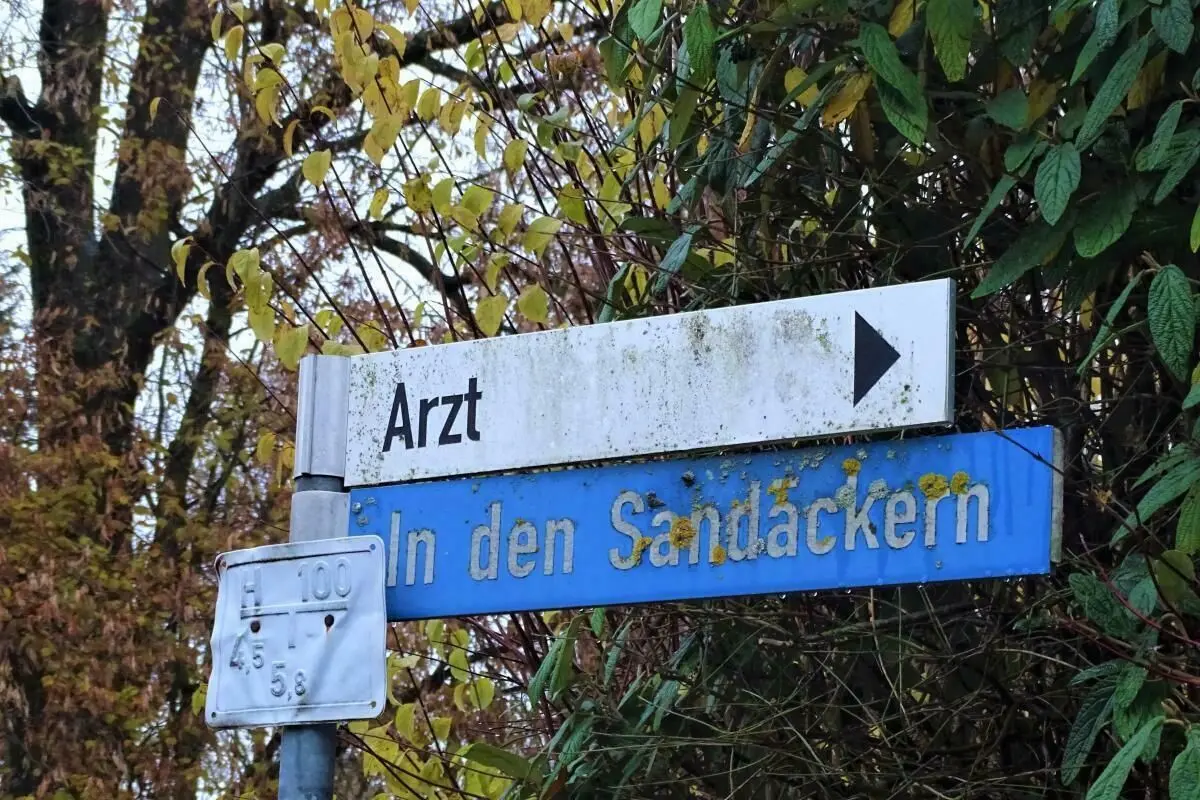 Arzt
In den Sandäckern
H 100
4,5
5,8